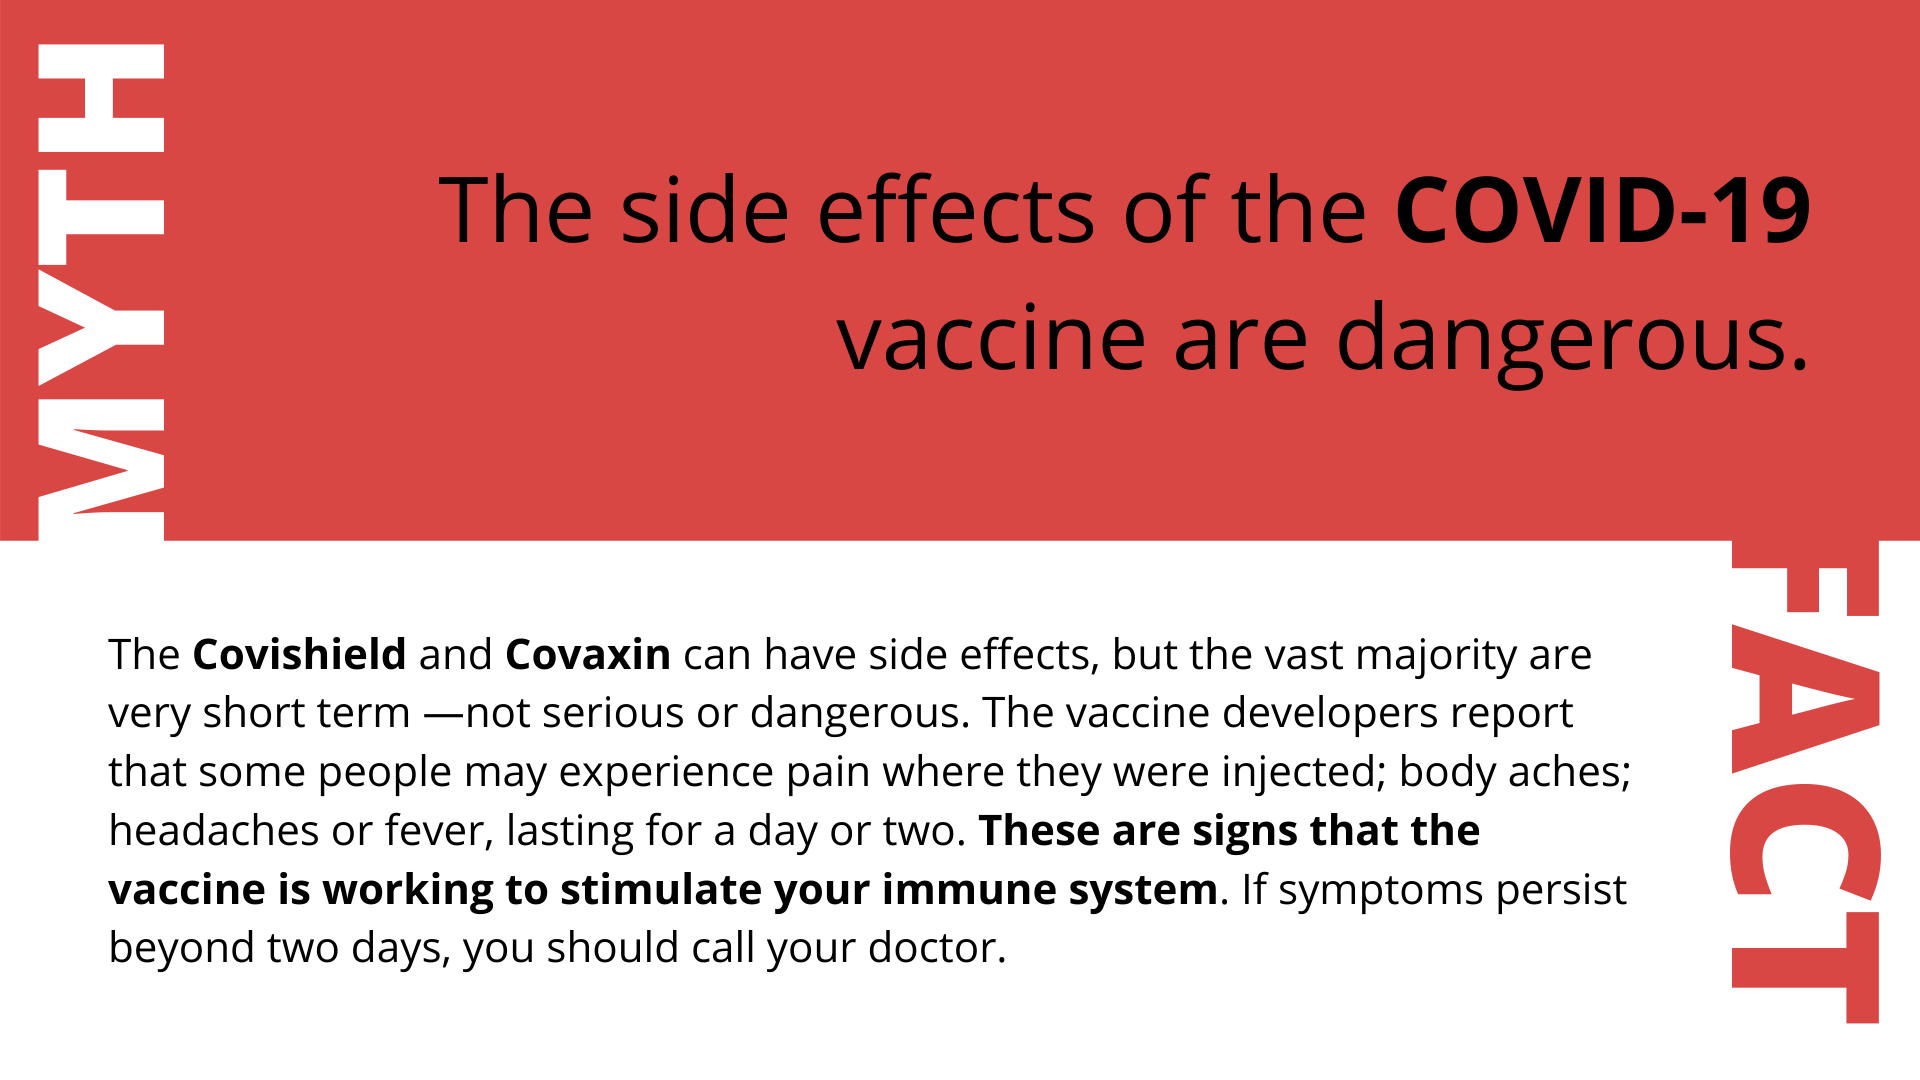 MYTH
The side effects of the COVID-19
vaccine are dangerous.
The Covishield and Covaxin can have side effects, but the vast majority are
very short term —not serious or dangerous. The vaccine developers report
that some people may experience pain where they were injected; body aches;
headaches or fever, lasting for a day or two. These are signs that the
vaccine is working to stimulate your immune system. If symptoms persist
beyond two days, you should call your doctor.
FACT